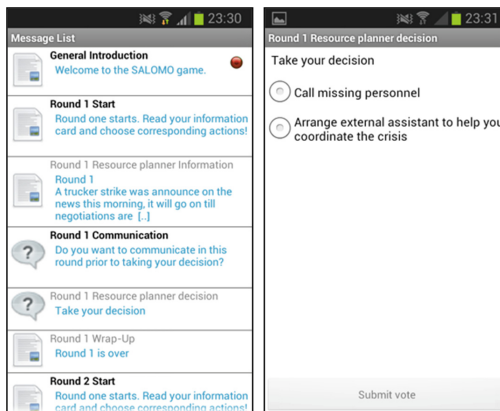 23:30
Message List
General Introduction
Welcome to the SALOMO game.
Round 1 Start
Round one starts. Read your information
card and choose corresponding actions!
Round 1 Resource planner Information
Round 1
A trucker strike was announce on the
news this morning, it will go on till
negotiations are [..]
Round 1 Communication
Do you want to communicate in this
round prior to taking your decision?
Round 1 Resource planner decision
Take your decision
Round 1 Wrap-Up
Round 1 is over
Round 2 Start
Round one starts. Read your information
card and choose corresponding actions!
23:31
Round 1 Resource planner decision
Take your decision
Call missing personnel
Arrange external assistant to help you
coordinate the crisis
Submit vote